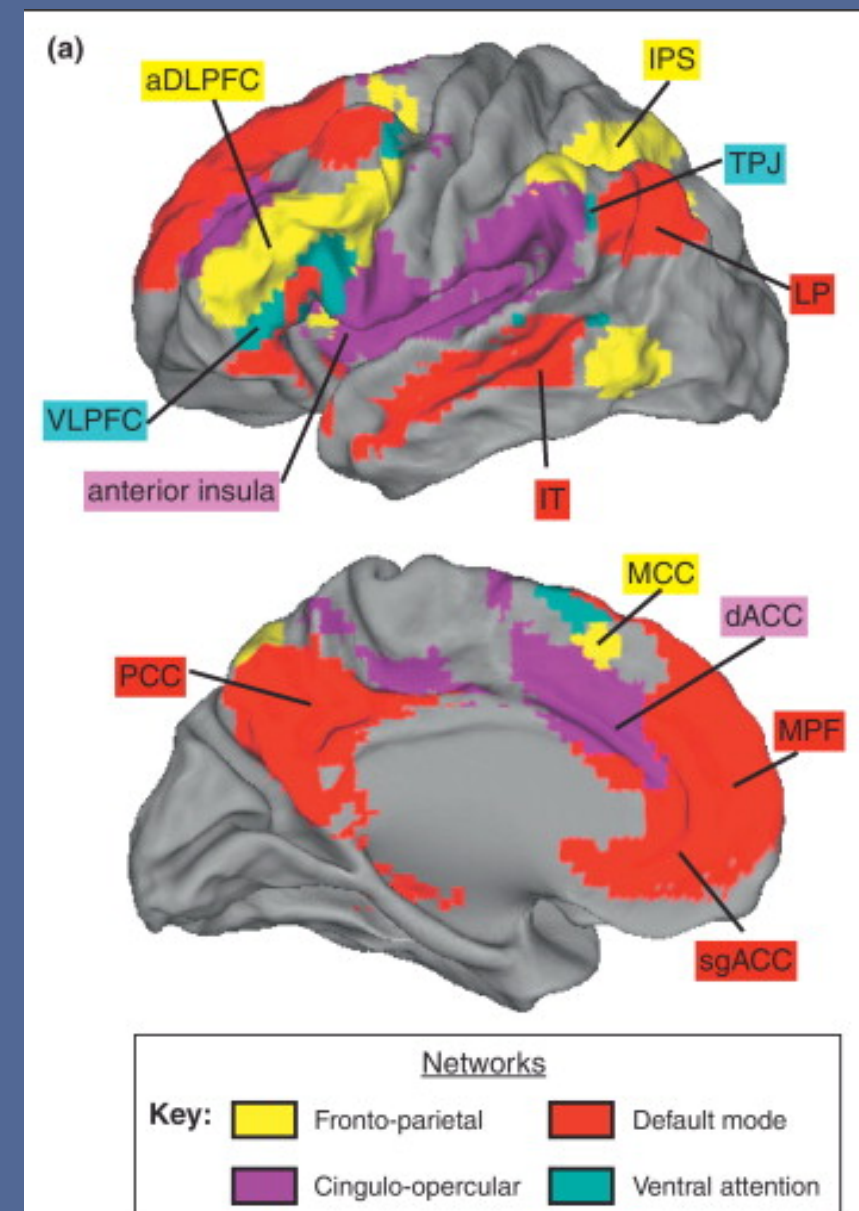 (a)
aDLPFC
IPS
TPJ
LP
VLPFC
anterior insula
IT
MCC
dACC
PCC
MPF
sgACC
Networks
Key: Fronto-parietal Default mode
Cingulo-opercular Ventral attention